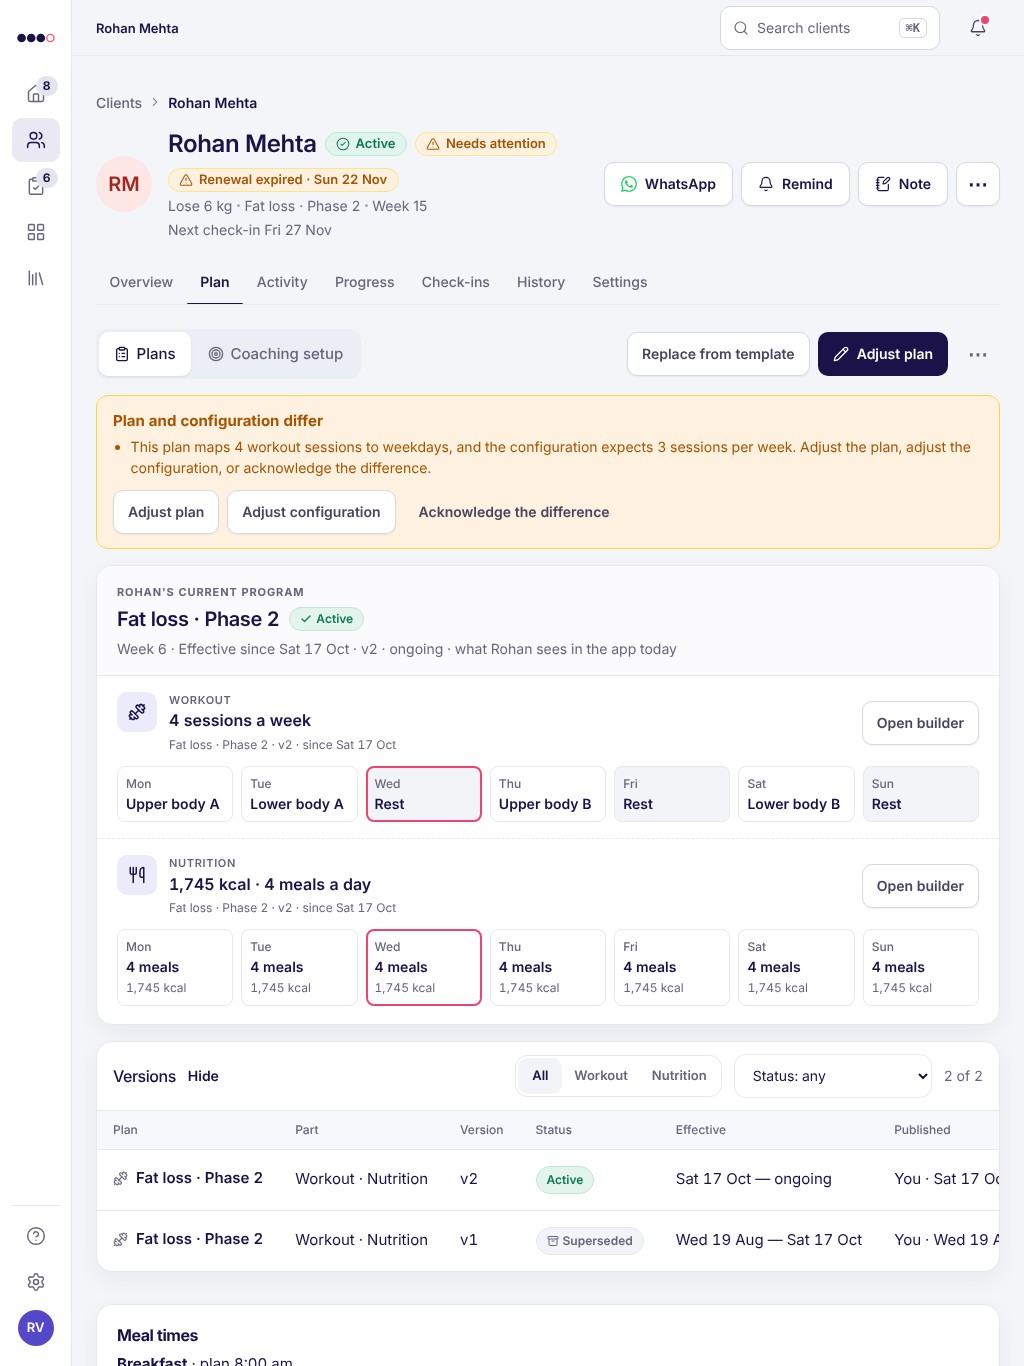 Rohan Mehta
Search clients
⌘K
8
6
Clients > Rohan Mehta
RM
Rohan Mehta
Active
Needs attention
Renewal expired · Sun 22 Nov
Lose 6 kg · Fat loss · Phase 2 · Week 15
Next check-in Fri 27 Nov
WhatsApp
Remind
Note
Overview
Plan
Activity
Progress
Check-ins
History
Settings
Plans
Coaching setup
Replace from template
Adjust plan
Plan and configuration differ
• This plan maps 4 workout sessions to weekdays, and the configuration expects 3 sessions per week. Adjust the plan, adjust the
configuration, or acknowledge the difference.
Adjust plan
Adjust configuration
Acknowledge the difference
ROHAN'S CURRENT PROGRAM
Fat loss · Phase 2
Active
Week 6 · Effective since Sat 17 Oct · v2 · ongoing · what Rohan sees in the app today
WORKOUT
4 sessions a week
Fat loss · Phase 2 · v2 · since Sat 17 Oct
Open builder
Mon
Upper body A
Tue
Lower body A
Wed
Rest
Thu
Upper body B
Fri
Rest
Sat
Lower body B
Sun
Rest
NUTRITION
1,745 kcal · 4 meals a day
Fat loss · Phase 2 · v2 · since Sat 17 Oct
Open builder
Mon
4 meals
1,745 kcal
Tue
4 meals
1,745 kcal
Wed
4 meals
1,745 kcal
Thu
4 meals
1,745 kcal
Fri
4 meals
1,745 kcal
Sat
4 meals
1,745 kcal
Sun
4 meals
1,745 kcal
Versions
Hide
All
Workout
Nutrition
Status: any
2 of 2
Plan
Part
Version
Status
Effective
Published
Fat loss · Phase 2
Workout · Nutrition
v2
Active
Sat 17 Oct — ongoing
You · Sat 17 Oc
Fat loss · Phase 2
Workout · Nutrition
v1
Superseded
Wed 19 Aug — Sat 17 Oct
You · Wed 19 A
RV
Meal times
Breakfast · plan 8:00 am